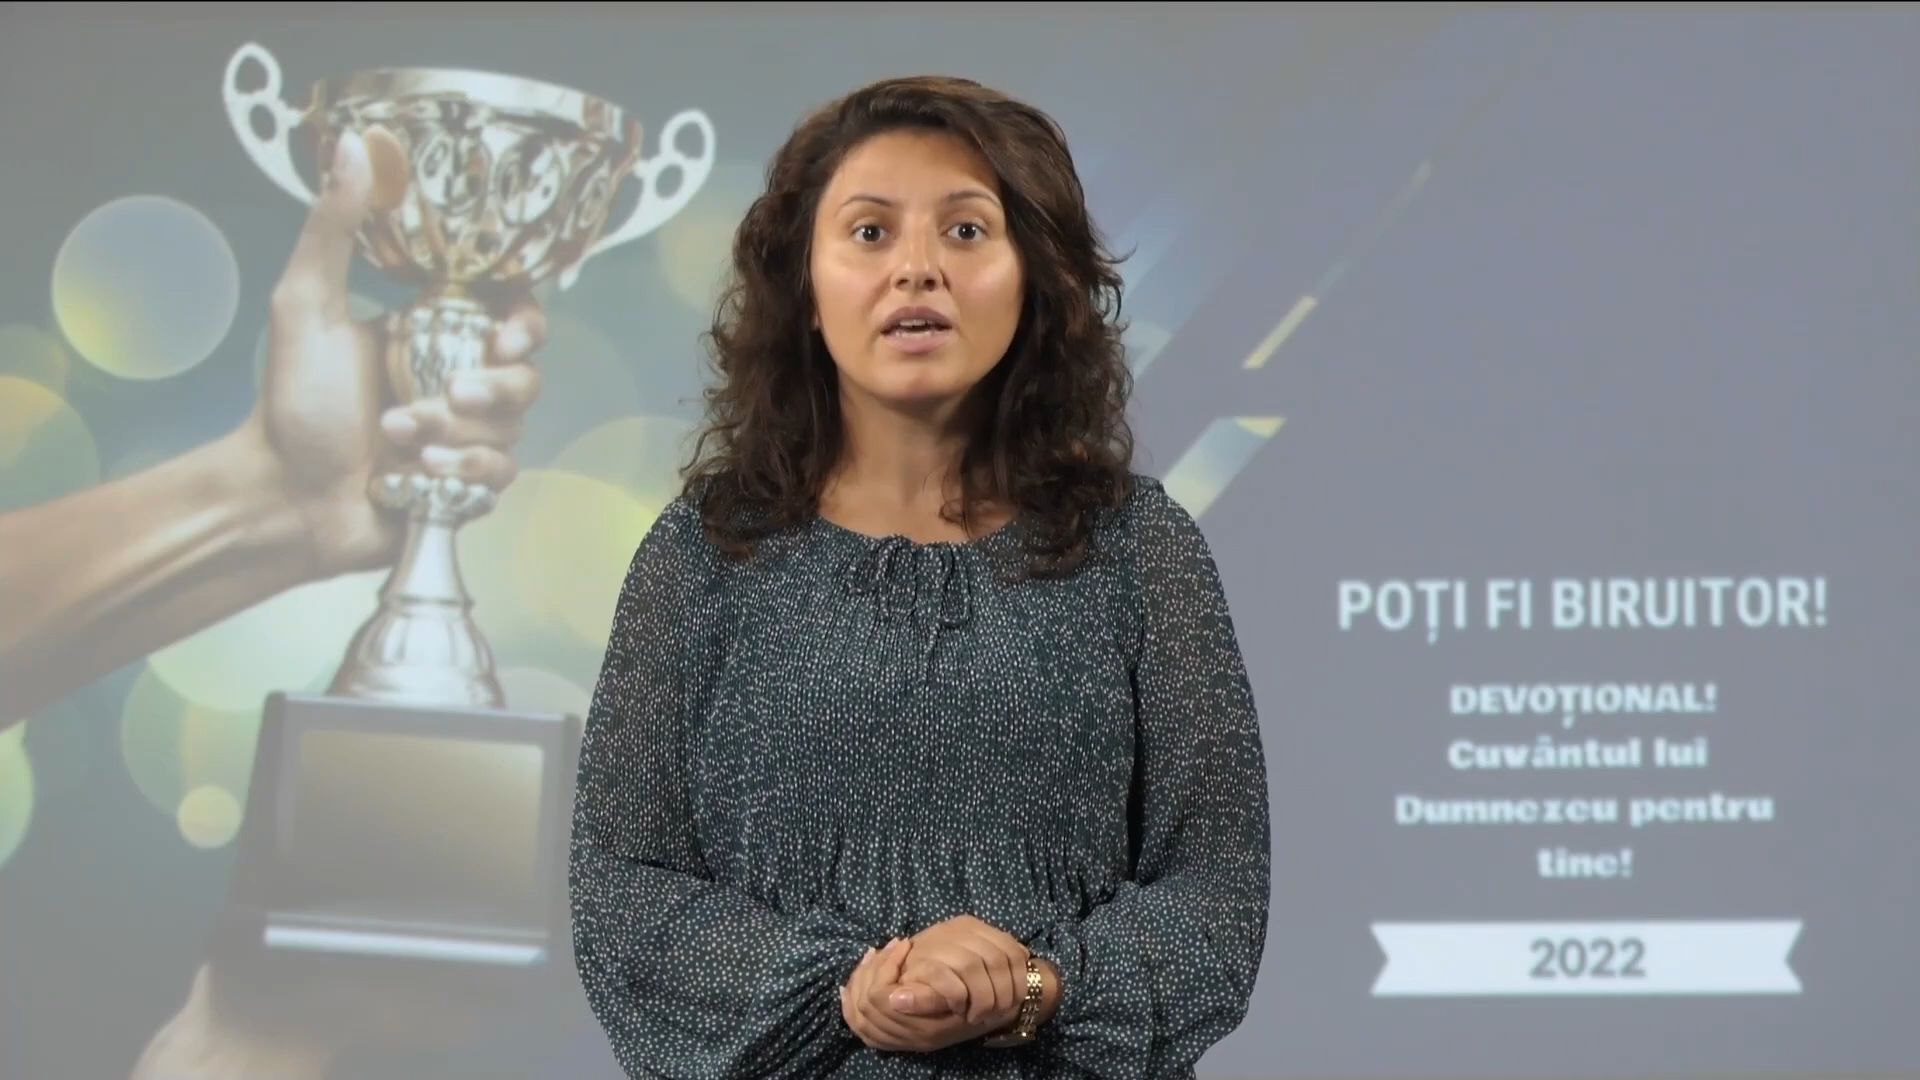 POȚI FI BIRUITOR!
DEVOȚIONAL!
Cuvântul lui
Dumnezeu pentru
tine!
2022